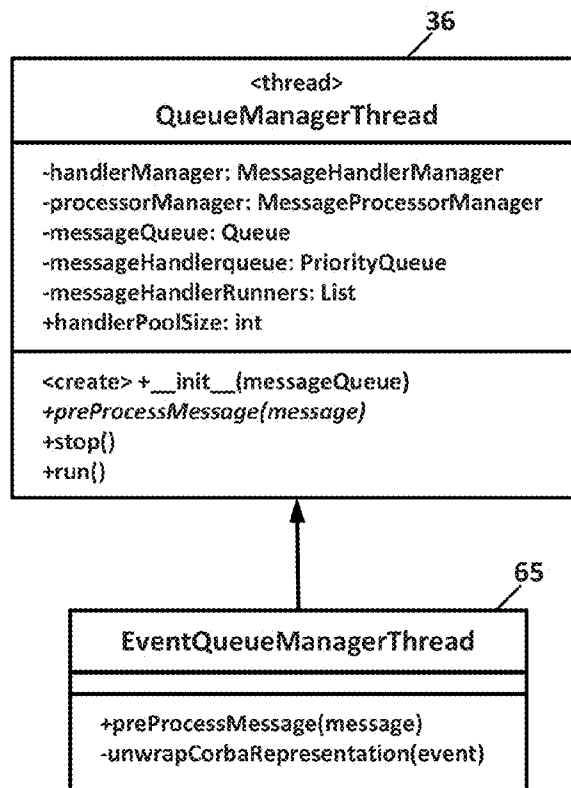 36
<thread>
QueueManagerThread
-handlerManager: MessageHandlerManager
-processorManager: MessageProcessorManager
-messageQueue: Queue
-messageHandlerqueue: PriorityQueue
-messageHandlerRunners: List
+handlerPoolSize: int
<create> +__init__(messageQueue)
+preProcessMessage(message)
+stop()
+run()
65
EventQueueManagerThread
+preProcessMessage(message)
-unwrapCorbaRepresentation(event)